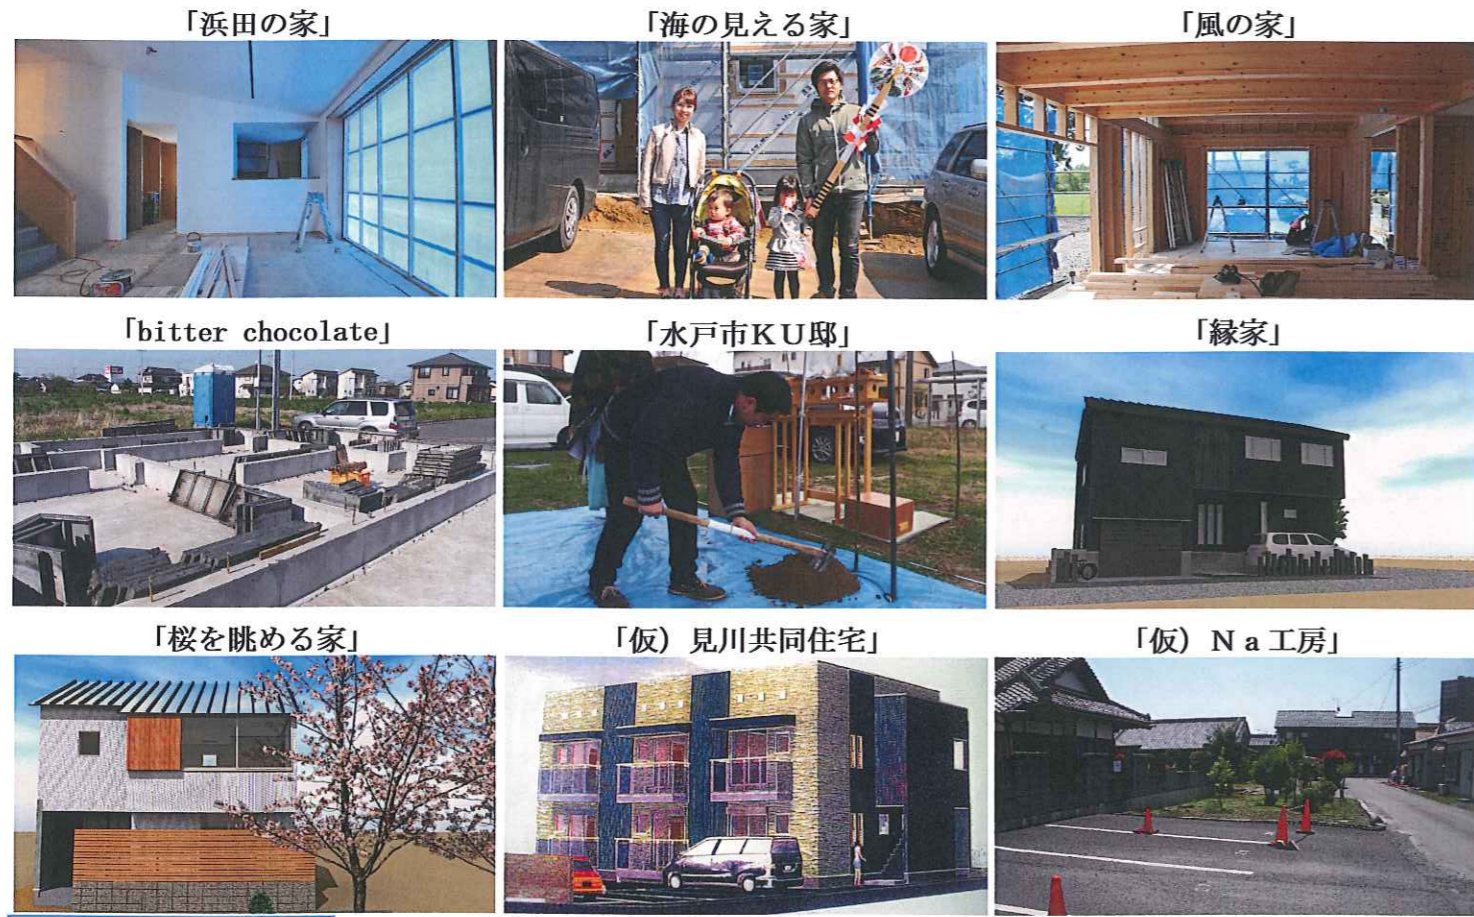 「浜田の家」
「海の見える家」
「風の家」
「bitter chocolate」
「水戸市KU邸」
「縁家」
「桜を眺める家」
「仮）見川共同住宅」
「仮）Ｎａ工房」